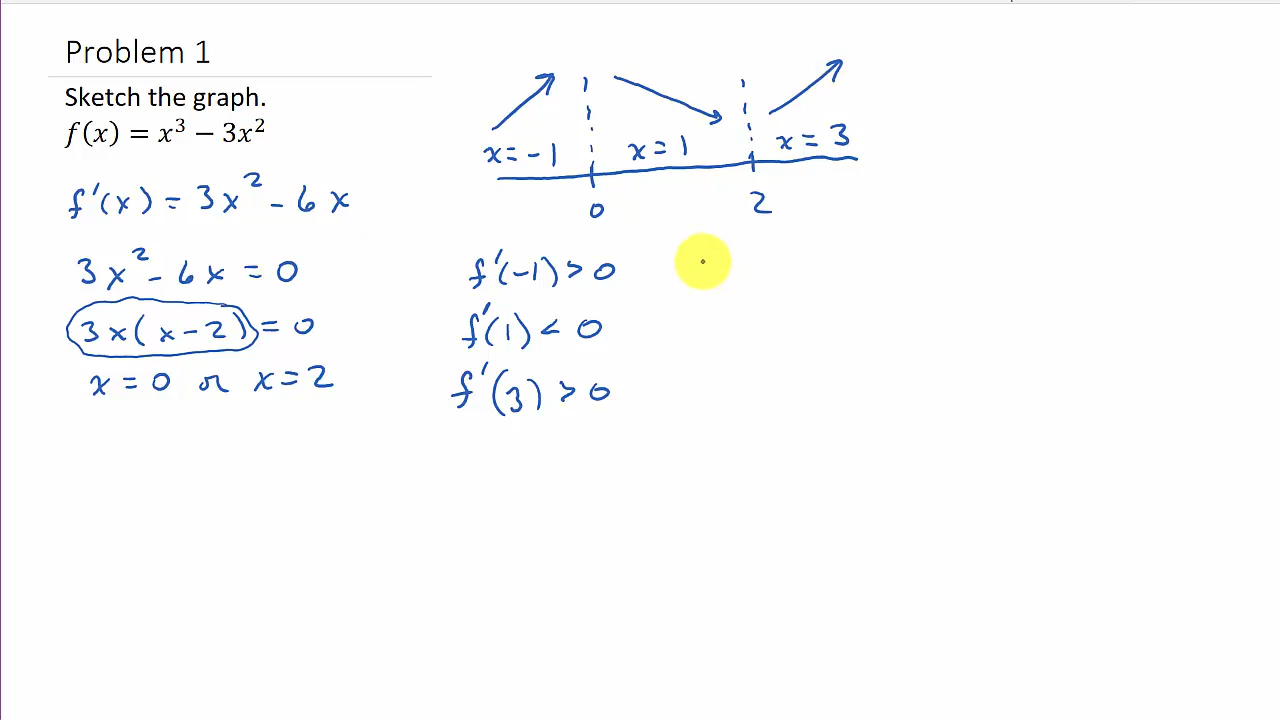 Problem 1
Sketch the graph.
f(x) = x³ − 3x²
f'(x) = 3x² - 6x
3x² - 6x = 0
3x(x-2) = 0
x = 0 or x = 2
x = -1 x = 1 x = 3
0 2
f'(-1) > 0
f'(1) < 0
f'(3) > 0